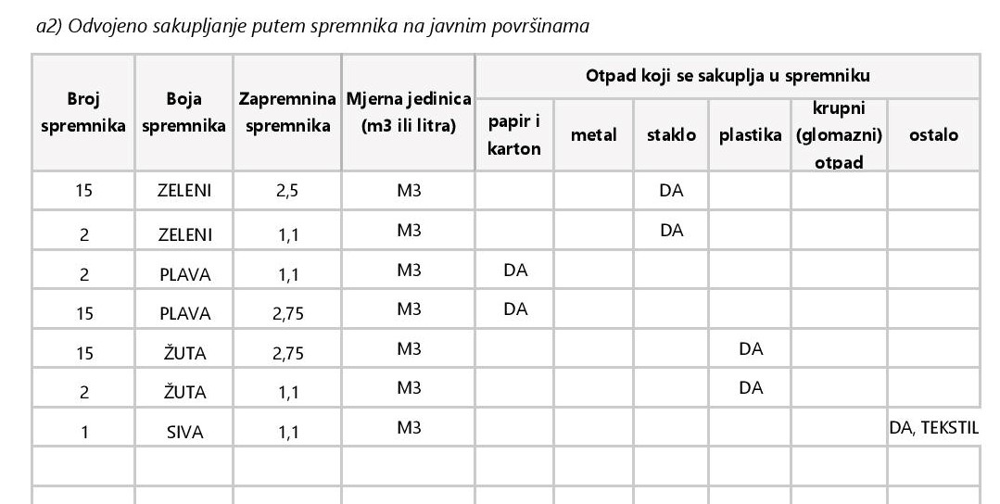 a2) Odvojeno sakupljanje putem spremnika na javnim površinama
Broj spremnika Boja spremnika Zapremnina spremnika Mjerna jedinica (m3 ili litra) Otpad koji se sakuplja u spremniku
papir i karton metal staklo plastika krupni (glomazni) otpad ostalo
15 ZELENI 2,5 M3 DA
2 ZELENI 1,1 M3 DA
2 PLAVA 1,1 M3 DA
15 PLAVA 2,75 M3 DA
15 ŽUTA 2,75 M3 DA
2 ŽUTA 1,1 M3 DA
1 SIVA 1,1 M3 DA, TEKSTIL